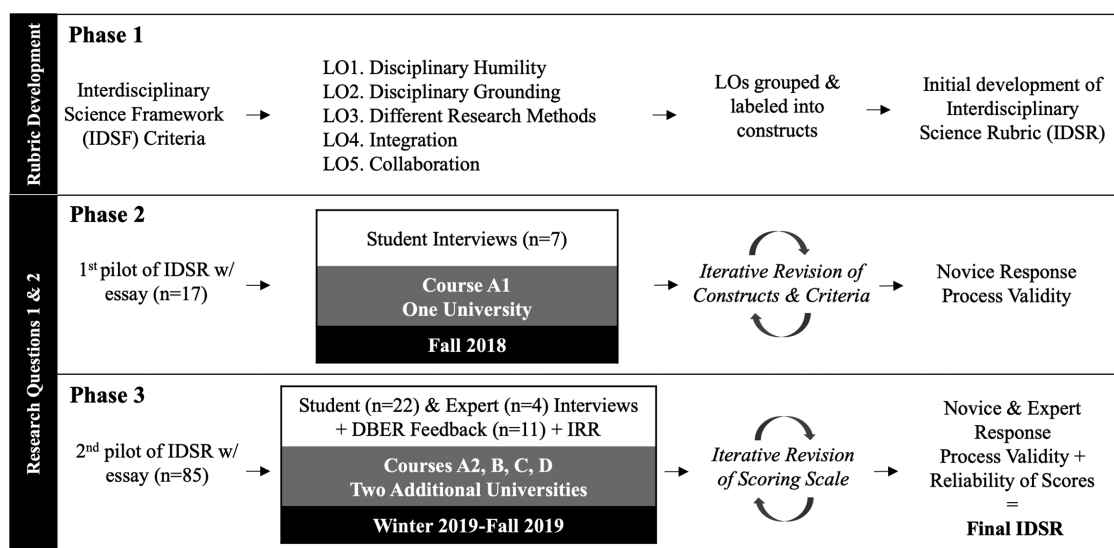 Rubric Development
Phase 1
Interdisciplinary
Science Framework
(IDSF) Criteria
LO1. Disciplinary Humility
LO2. Disciplinary Grounding
LO3. Different Research Methods
LO4. Integration
LO5. Collaboration
LOs grouped &
labeled into
constructs
Initial development of
Interdisciplinary
Science Rubric (IDSR)
Research Questions 1 & 2
Phase 2
1st pilot of IDSR w/
essay (n=17)
Student Interviews (n=7)
Course A1
One University
Fall 2018
Iterative Revision of
Constructs & Criteria
Novice Response
Process Validity
Phase 3
2nd pilot of IDSR w/
essay (n=85)
Student (n=22) & Expert (n=4) Interviews
+ DBER Feedback (n=11) + IRR
Courses A2, B, C, D
Two Additional Universities
Winter 2019-Fall 2019
Iterative Revision
of Scoring Scale
Novice & Expert
Response
Process Validity +
Reliability of Scores
=
Final IDSR